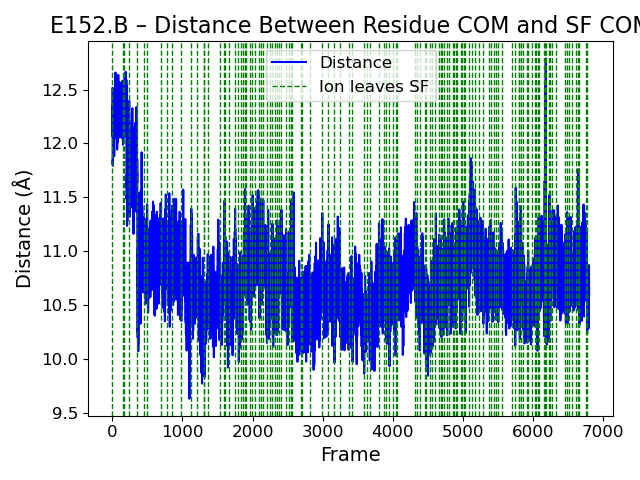 E152.B – Distance Between Residue COM and SF COM
Distance
Ion leaves SF
Distance (Å)
12.5
12.0
11.5
11.0
10.5
10.0
9.5
0 1000 2000 3000 4000 5000 6000 7000
Frame